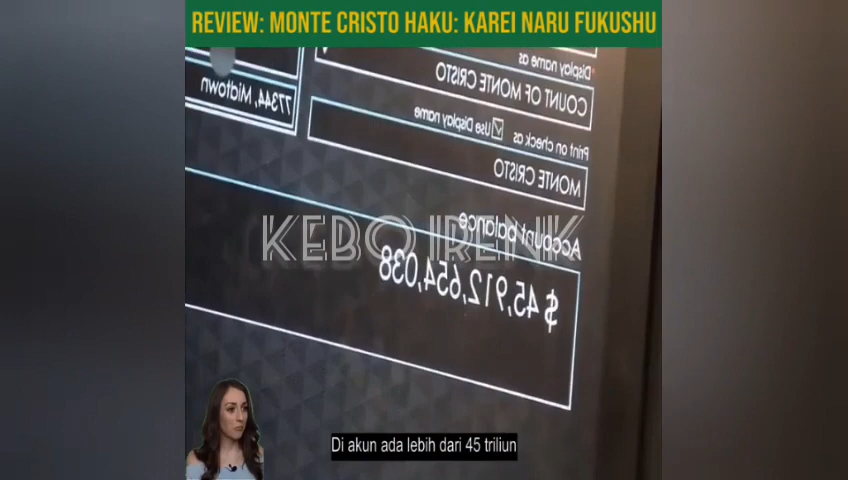 REVIEW: MONTE CRISTO HAKU: KAREI NARU FUKUSHU
*Display name as
COUNT OF MONTE CRISTO
77344, Midtown
Print on check as
Use Display name
MONTE CRISTO
KEBO IRENK
Account balance
$ 45,912,654,038
Di akun ada lebih dari 45 triliun